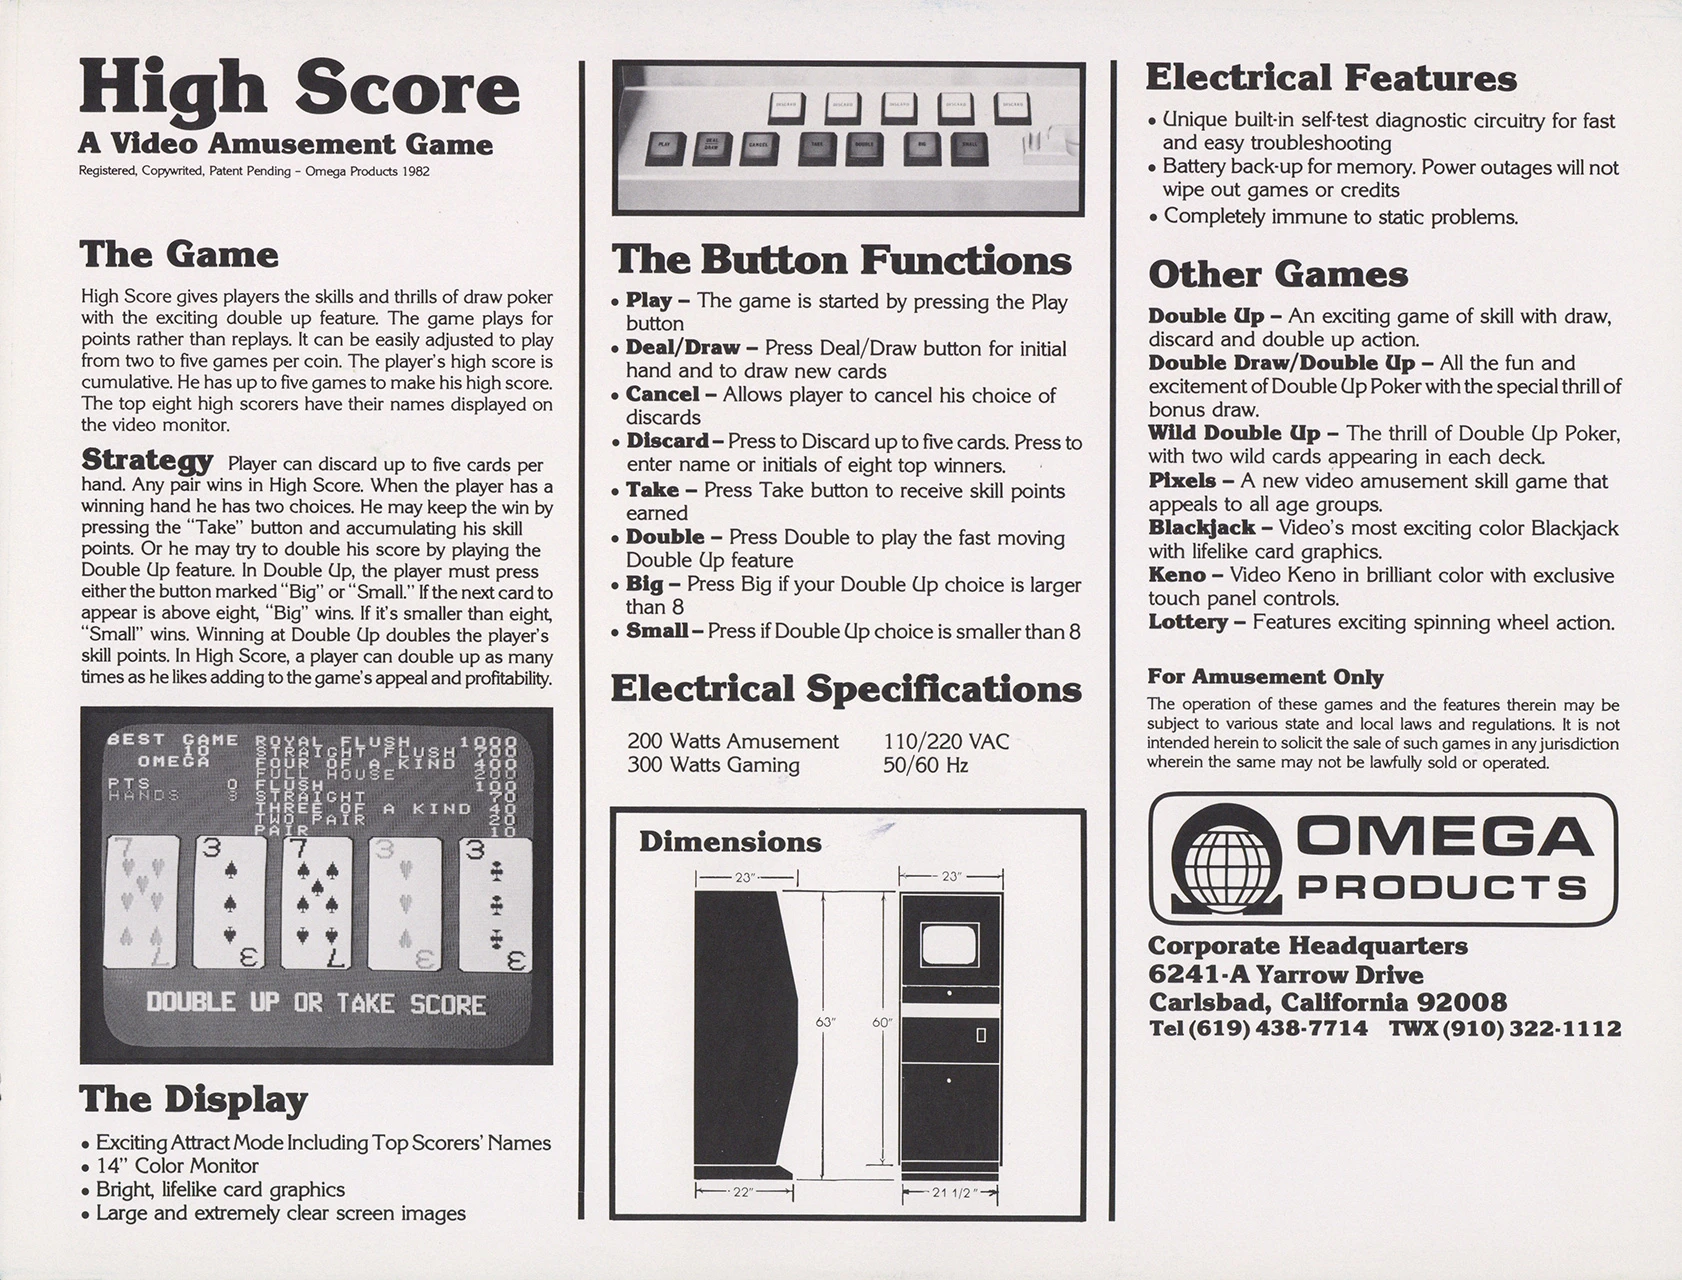 High Score
A Video Amusement Game
Registered, Copywrited, Patent Pending – Omega Products 1982
The Game
High Score gives players the skills and thrills of draw poker
with the exciting double up feature. The game plays for
points rather than replays. It can be easily adjusted to play
from two to five games per coin. The player's high score is
cumulative. He has up to five games to make his high score.
The top eight high scorers have their names displayed on
the video monitor.
Strategy Player can discard up to five cards per
hand. Any pair wins in High Score. When the player has a
winning hand he has two choices. He may keep the win by
pressing the "Take" button and accumulating his skill
points. Or he may try to double his score by playing the
Double Up feature. In Double Up, the player must press
either the button marked "Big" or "Small." If the next card to
appear is above eight, "Big" wins. If it's smaller than eight,
"Small" wins. Winning at Double Up doubles the player's
skill points. In High Score, a player can double up as many
times as he likes adding to the game's appeal and profitability.
BEST GAME
10
OMEGA
PTS 0
HANDS 3
ROYAL FLUSH 1000
STRAIGHT FLUSH 700
FOUR OF A KIND 400
FULL HOUSE 200
FLUSH 100
STRAIGHT 70
THREE OF A KIND 40
TWO PAIR 20
PAIR 10
7 3 7 3 3
7 3 7 3 3
DOUBLE UP OR TAKE SCORE
The Display
• Exciting Attract Mode Including Top Scorers' Names
• 14" Color Monitor
• Bright, lifelike card graphics
• Large and extremely clear screen images
DISCARD DISCARD DISCARD DISCARD DISCARD
PLAY DEAL DRAW CANCEL TAKE DOUBLE BIG SMALL
The Button Functions
• Play – The game is started by pressing the Play
button
• Deal/Draw – Press Deal/Draw button for initial
hand and to draw new cards
• Cancel – Allows player to cancel his choice of
discards
• Discard – Press to Discard up to five cards. Press to
enter name or initials of eight top winners.
• Take – Press Take button to receive skill points
earned
• Double – Press Double to play the fast moving
Double Up feature
• Big – Press Big if your Double Up choice is larger
than 8
• Small – Press if Double Up choice is smaller than 8
Electrical Specifications
200 Watts Amusement 110/220 VAC
300 Watts Gaming 50/60 Hz
Dimensions
23" 23"
63" 60"
22" 21 1/2"
Electrical Features
• Unique built-in self-test diagnostic circuitry for fast
and easy troubleshooting
• Battery back-up for memory. Power outages will not
wipe out games or credits
• Completely immune to static problems.
Other Games
Double Up – An exciting game of skill with draw,
discard and double up action.
Double Draw/Double Up – All the fun and
excitement of Double Up Poker with the special thrill of
bonus draw.
Wild Double Up – The thrill of Double Up Poker,
with two wild cards appearing in each deck.
Pixels – A new video amusement skill game that
appeals to all age groups.
Blackjack – Video's most exciting color Blackjack
with lifelike card graphics.
Keno – Video Keno in brilliant color with exclusive
touch panel controls.
Lottery – Features exciting spinning wheel action.
For Amusement Only
The operation of these games and the features therein may be
subject to various state and local laws and regulations. It is not
intended herein to solicit the sale of such games in any jurisdiction
wherein the same may not be lawfully sold or operated.
OMEGA
PRODUCTS
Corporate Headquarters
6241-A Yarrow Drive
Carlsbad, California 92008
Tel (619) 438-7714 TWX (910) 322-1112